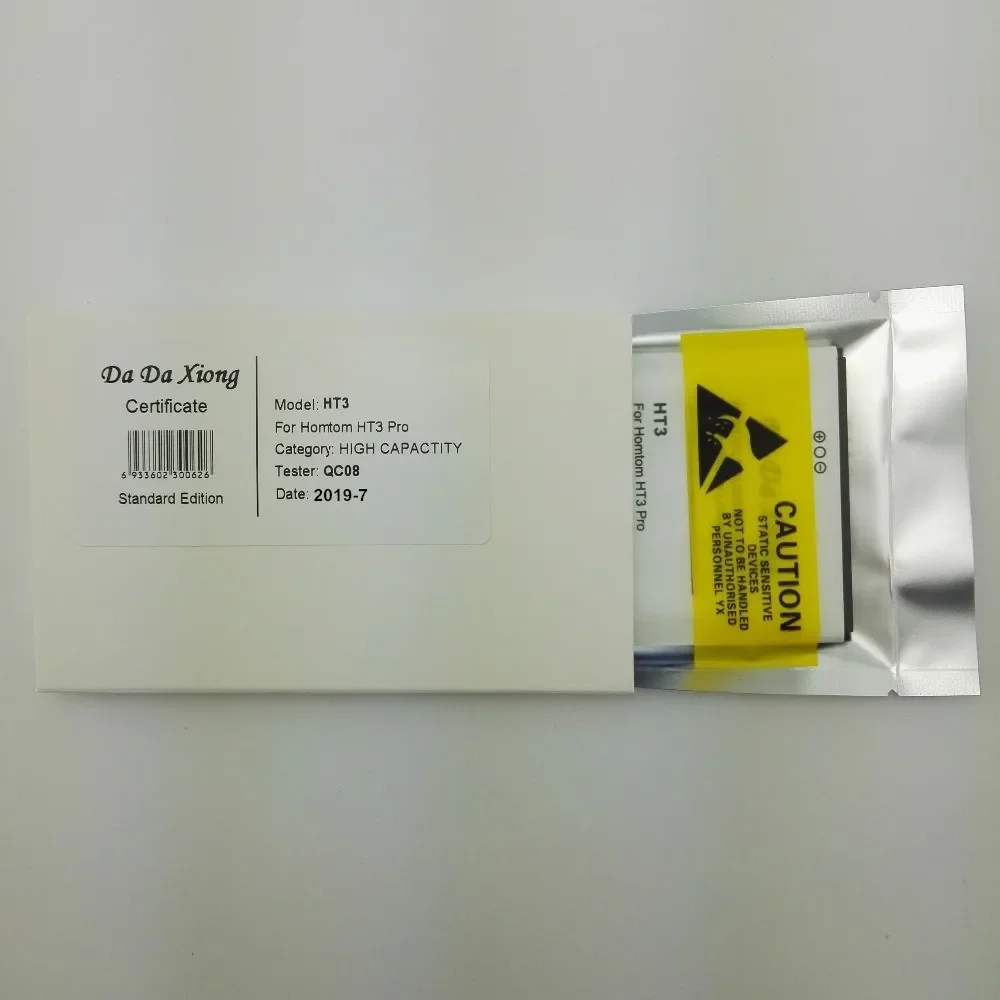 Da Da Xiong
Certificate
6 933602 300626
Standard Edition
Model: HT3
For Homtom HT3 Pro
Category: HIGH CAPACTITY
Tester: QC08
Date: 2019-7
HT3
For Homtom HT3 Pro
CAUTION
STATIC SENSITIVE
DEVICES
NOT TO BE HANDLED
BY UNAUTHORISED
PERSONNEL YX